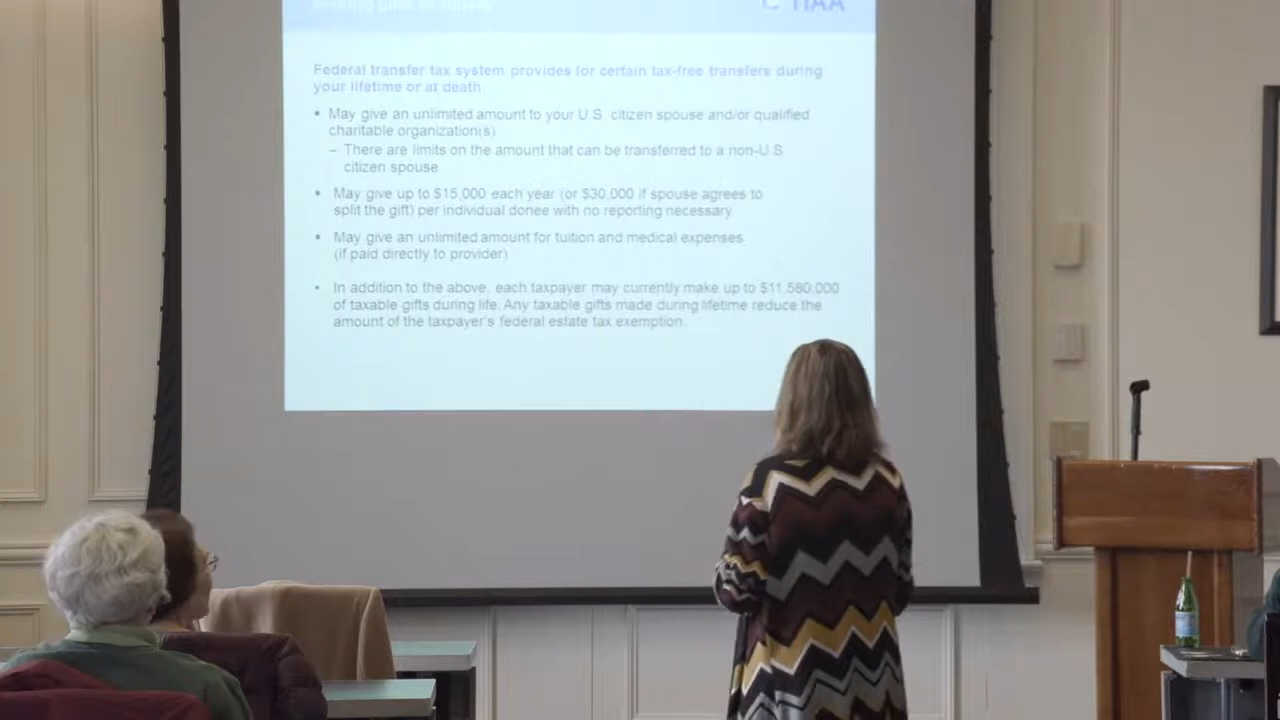 TIAA
Federal transfer tax system provides for certain tax-free transfers during
your lifetime or at death
• May give an unlimited amount to your U.S. citizen spouse and/or qualified
charitable organization(s)
– There are limits on the amount that can be transferred to a non-U.S.
citizen spouse
• May give up to $15,000 each year (or $30,000 if spouse agrees to
split the gift) per individual donee with no reporting necessary
• May give an unlimited amount for tuition and medical expenses
(if paid directly to provider)
• In addition to the above, each taxpayer may currently make up to $11,580,000
of taxable gifts during life. Any taxable gifts made during lifetime reduce the
amount of the taxpayer's federal estate tax exemption.